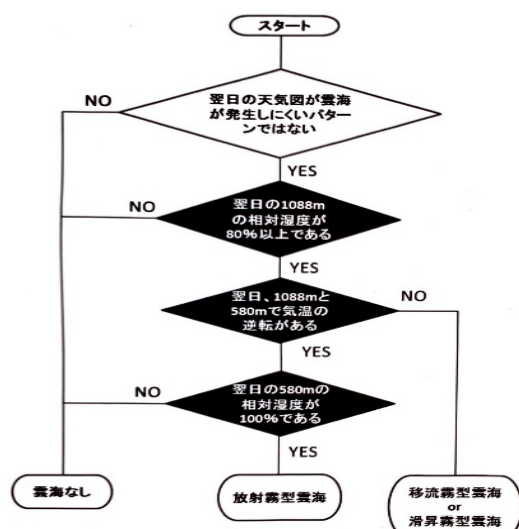 スタート
NO
翌日の天気図が雲海
が発生しにくいパター
ンではない
YES
NO
翌日の1088m
の相対湿度が
80%以上である
YES
翌日、1088mと
580mで気温の
逆転がある
NO
YES
NO
翌日の580mの
相対湿度が
100%である
YES
雲海なし
放射霧型雲海
移流霧型雲海
or
滑昇霧型雲海